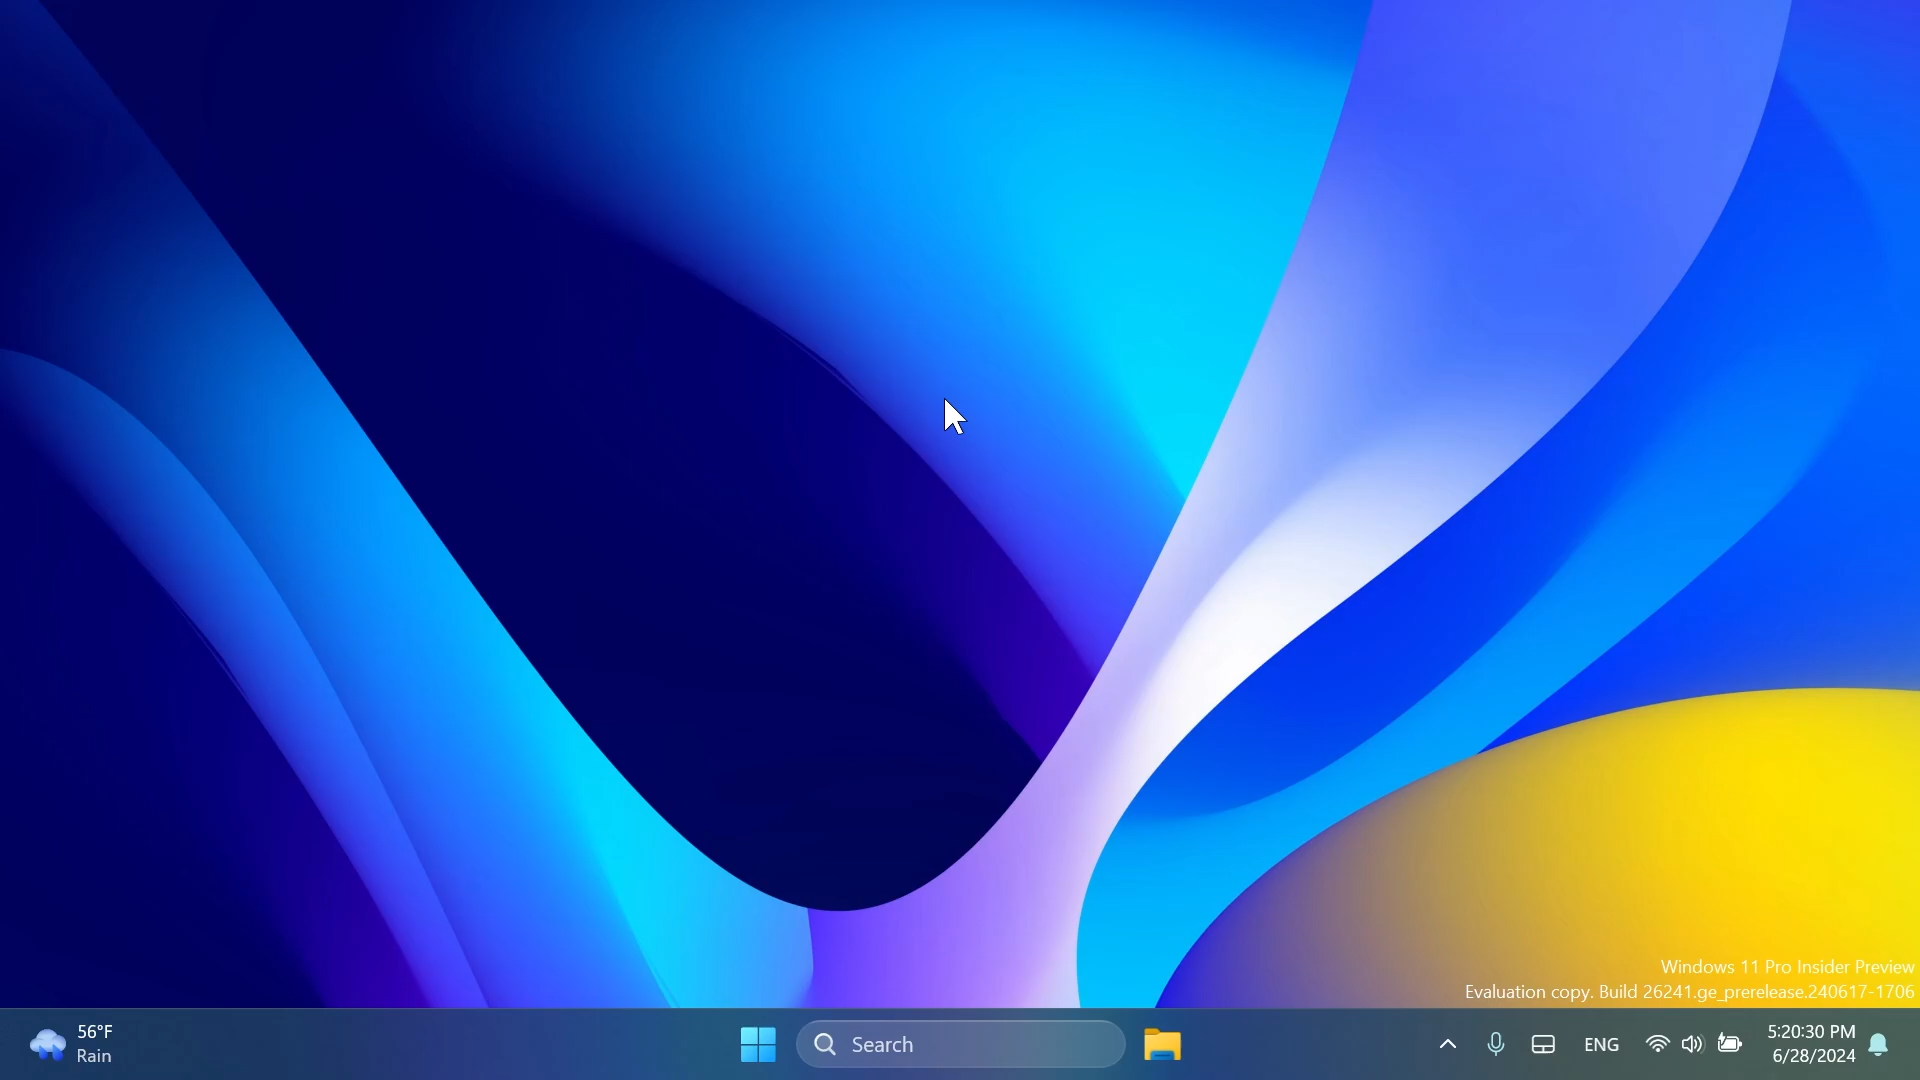 Windows 11 Pro Insider Preview
Evaluation copy. Build 26241.ge_prerelease.240617-1706
56°F
Rain
Search
ENG
5:20:30 PM
6/28/2024